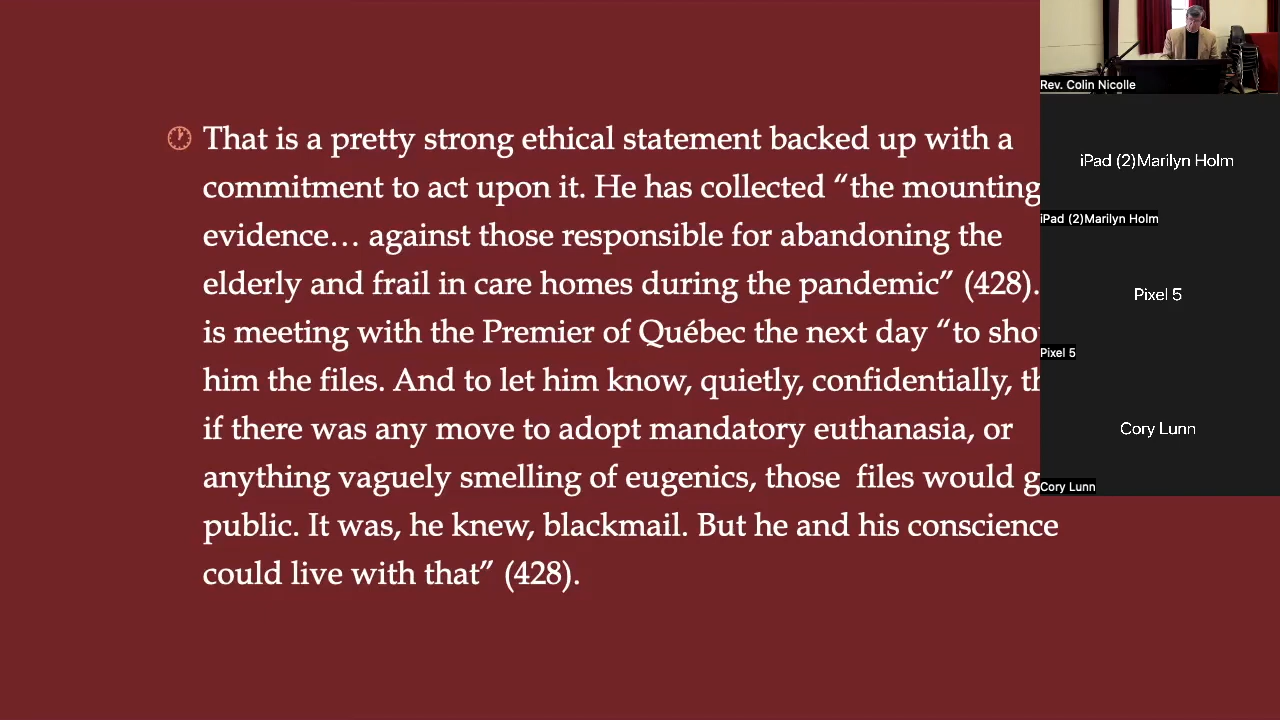 That is a pretty strong ethical statement backed up with a
commitment to act upon it. He has collected “the mounting
evidence… against those responsible for abandoning the
elderly and frail in care homes during the pandemic” (428).
is meeting with the Premier of Québec the next day “to
him the files. And to let him know, quietly, confidentially,
if there was any move to adopt mandatory euthanasia, or
anything vaguely smelling of eugenics, those files would
public. It was, he knew, blackmail. But he and his conscience
could live with that” (428).
Rev. Colin Nicolle
iPad (2)Marilyn Holm
iPad (2)Marilyn Holm
Pixel 5
Pixel 5
Cory Lunn
Cory Lunn